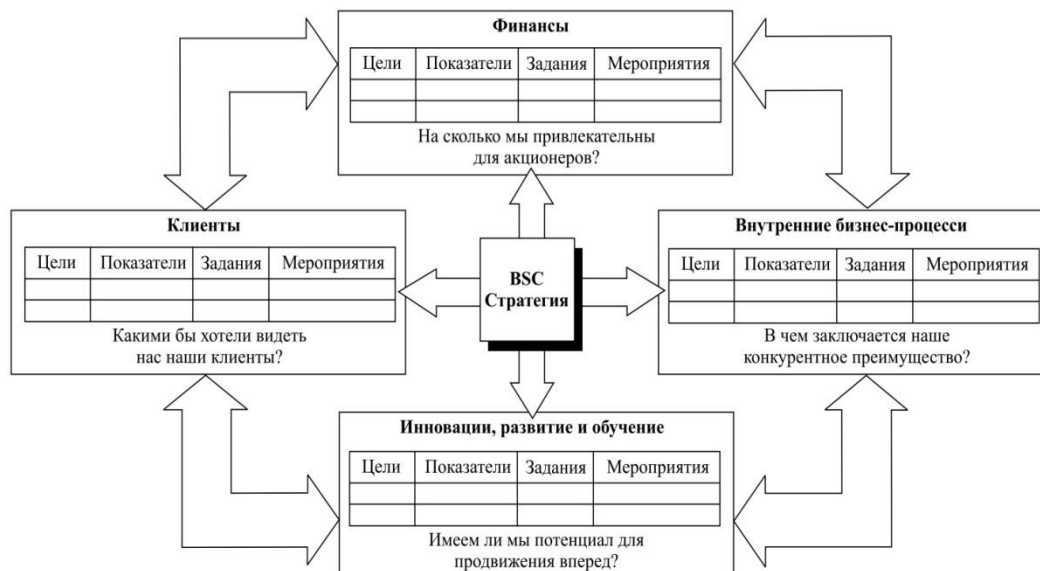 Финансы
Цели Показатели Задания Мероприятия
На сколько мы привлекательны
для акционеров?
Клиенты
Цели Показатели Задания Мероприятия
Какими бы хотели видеть
нас наши клиенты?
BSC
Стратегия
Внутренние бизнес-процесси
Цели Показатели Задания Мероприятия
В чем заключается наше
конкурентное преимущество?
Инновации, развитие и обучение
Цели Показатели Задания Мероприятия
Имеем ли мы потенциал для
продвижения вперед?